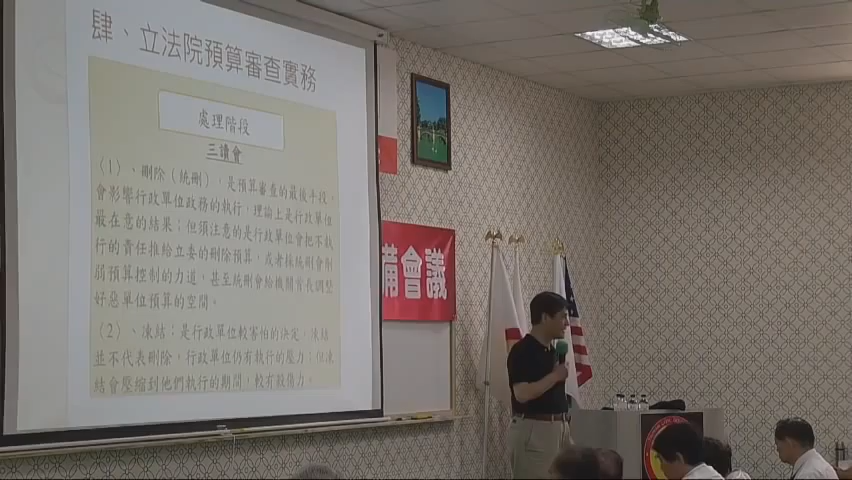 肆、立法院預算審查實務
處理階段
三讀會
（1）、刪除（統刪），是預算審查的最後手段，
會影響行政單位政務的執行，理論上是行政單位
最在意的結果；但須注意的是行政單位會把不執
行的責任推給立委的刪除預算，或者採統刪會削
弱預算控制的力道，甚至統刪會給機關首長調整
好惡單位預算的空間。
（2）、凍結：是行政單位較害怕的決定，凍結
並不代表刪除，行政單位仍有執行的壓力；但凍
結會壓縮到他們執行的期間，較有殺傷力。
備會議